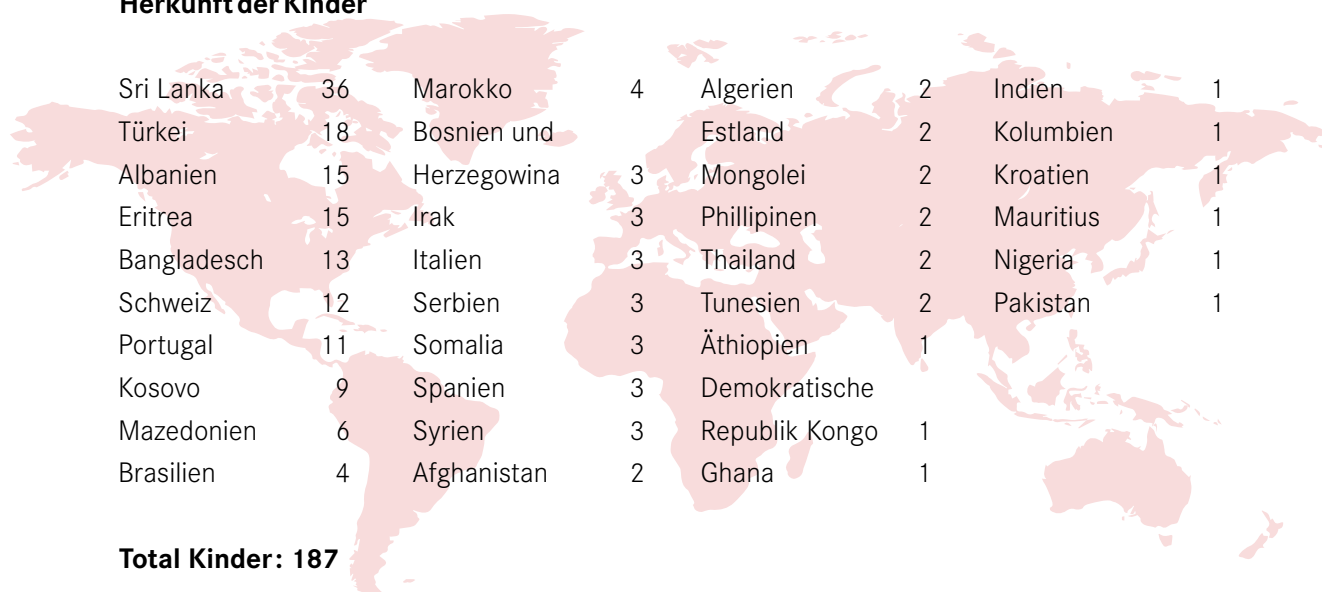 Herkunft der Kinder
Sri Lanka 36
Türkei 18
Albanien 15
Eritrea 15
Bangladesch 13
Schweiz 12
Portugal 11
Kosovo 9
Mazedonien 6
Brasilien 4
Marokko 4
Bosnien und
Herzegowina 3
Irak 3
Italien 3
Serbien 3
Somalia 3
Spanien 3
Syrien 3
Afghanistan 2
Algerien 2
Estland 2
Mongolei 2
Phillipinen 2
Thailand 2
Tunesien 2
Äthiopien 1
Demokratische
Republik Kongo 1
Ghana 1
Indien 1
Kolumbien 1
Kroatien 1
Mauritius 1
Nigeria 1
Pakistan 1
Total Kinder: 187